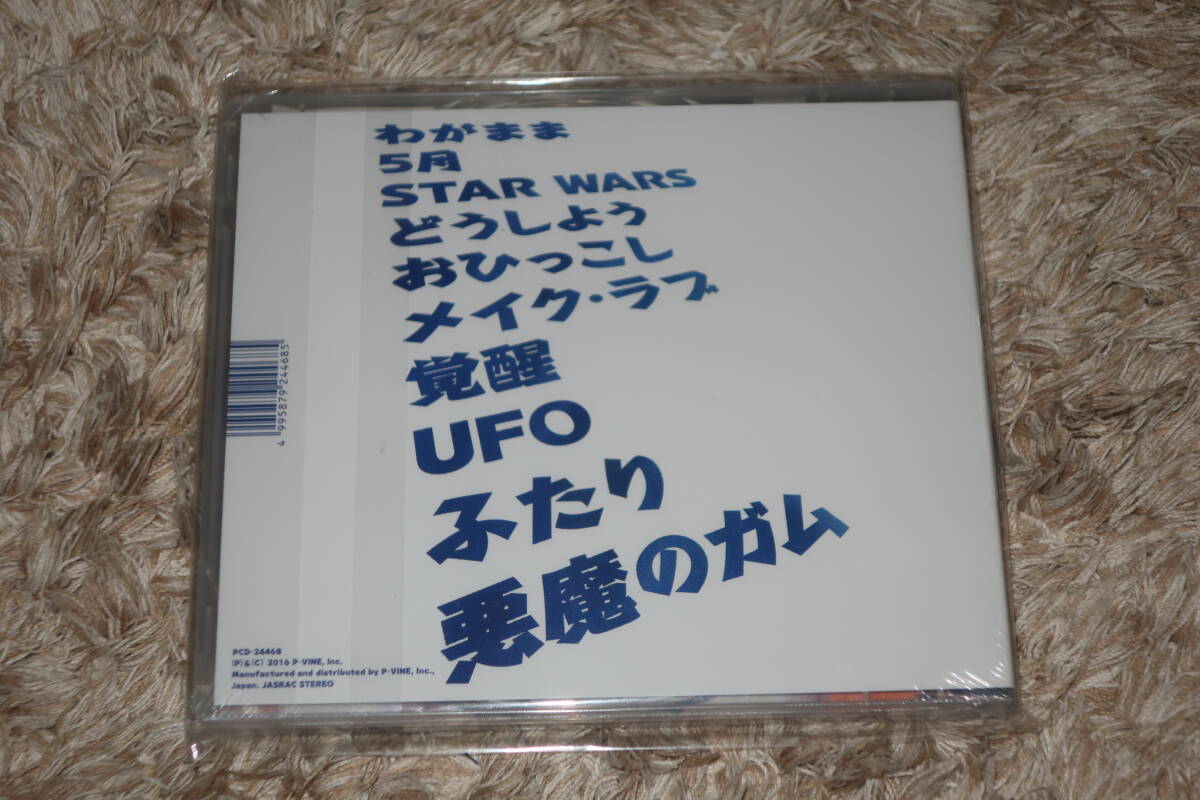 わがまま
5月
STAR WARS
どうしよう
おひっこし
メイク・ラブ
覚醒
UFO
ふたり
悪魔のガム
4 995879 244685
PCD-24468
(P)&(C) 2016 P-VINE, Inc.
Manufactured and distributed by P-VINE, Inc.,
Japan. JASRAC STEREO